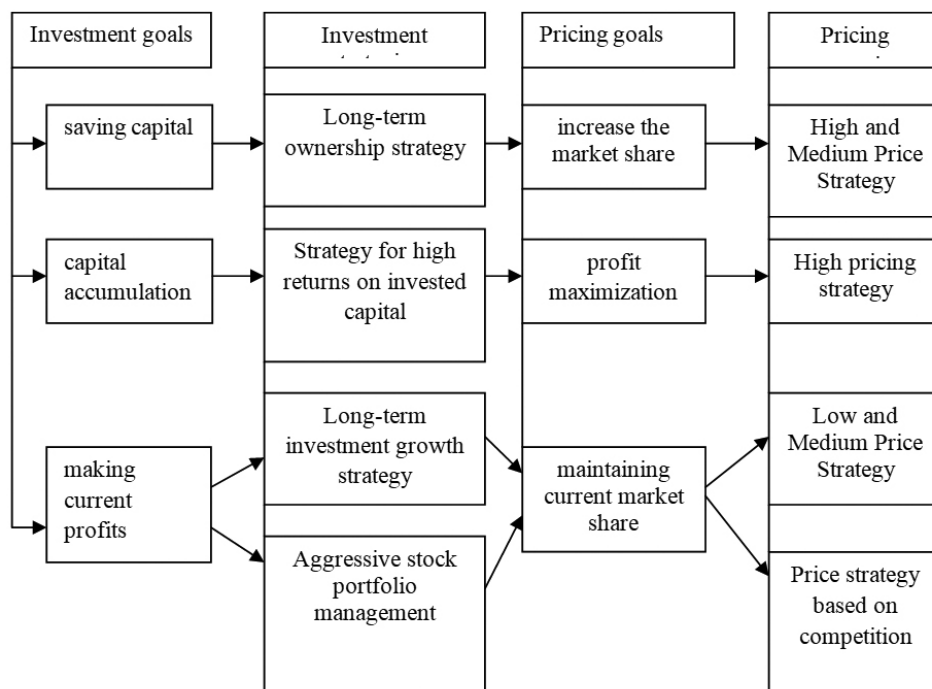 Investment goals
Investment
Pricing goals
Pricing
saving capital
Long-term
ownership strategy
increase the
market share
High and
Medium Price
Strategy
capital
accumulation
Strategy for high
returns on invested
capital
profit
maximization
High pricing
strategy
making
current
profits
Long-term
investment growth
strategy
Aggressive stock
portfolio
management
maintaining
current market
share
Low and
Medium Price
Strategy
Price strategy
based on
competition